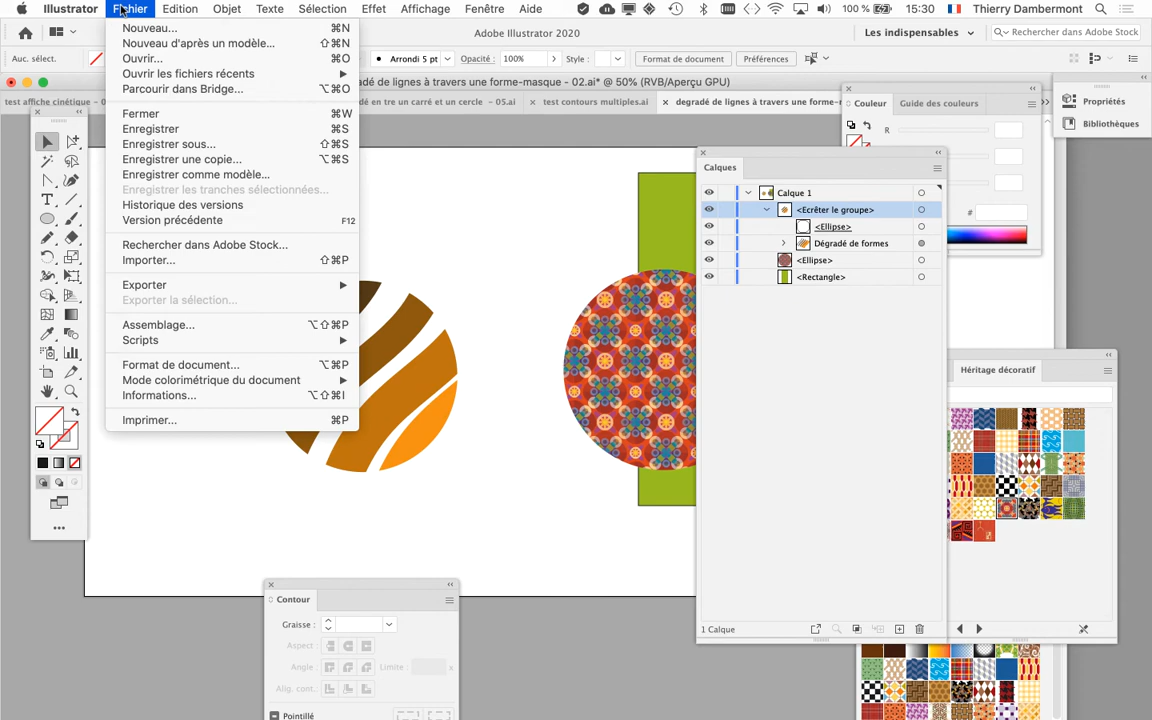 Illustrator Fichier Edition Objet Texte Sélection Effet Affichage Fenêtre Aide 100 % 15:30 Thierry Dambermont
Adobe Illustrator 2020
Les indispensables
Rechercher dans Adobe Stock
Auc. sélect.
Arrondi 5 pt
Opacité : 100%
Style :
Format de document
Préférences
dé de lignes à travers une forme-masque - 02.ai* @ 50% (RVB/Aperçu GPU)
test affiche cinétique - 0
dé en tre un carré et un cercle - 05.ai
test contours multiples.ai
degradé de lignes à travers une forme-m
Nouveau... ⌘N
Nouveau d'après un modèle... ⇧⌘N
Ouvrir... ⌘O
Ouvrir les fichiers récents
Parcourir dans Bridge... ⌥⌘O
Fermer ⌘W
Enregistrer ⌘S
Enregistrer sous... ⇧⌘S
Enregistrer une copie... ⌥⌘S
Enregistrer comme modèle...
Enregistrer les tranches sélectionnées...
Historique des versions
Version précédente F12
Rechercher dans Adobe Stock...
Importer... ⇧⌘P
Exporter
Exporter la sélection...
Assemblage... ⌥⇧⌘P
Scripts
Format de document... ⌥⌘P
Mode colorimétrique du document
Informations... ⌥⇧⌘I
Imprimer... ⌘P
Couleur Guide des couleurs
R
#
Propriétés
Bibliothèques
Calques
Calque 1
<Ecrêter le groupe>
<Ellipse>
Dégradé de formes
<Ellipse>
<Rectangle>
1 Calque
Héritage décoratif
Contour
Graisse :
Aspect :
Angle :
Limite :
x
Alig. cont. :
Pointillé